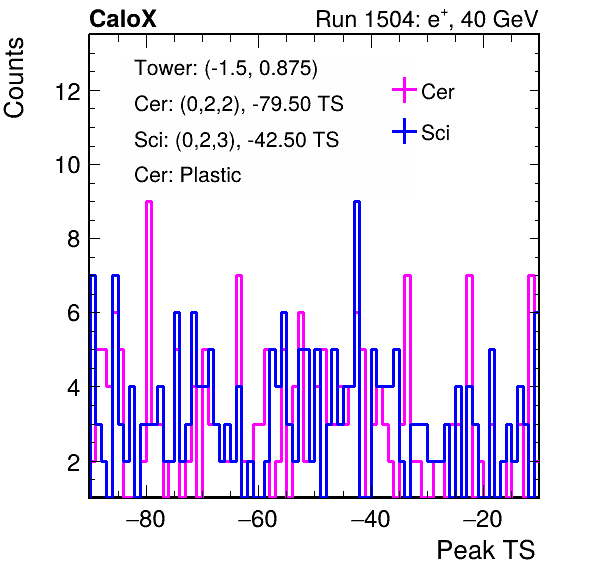 CaloX Run 1504: e⁺, 40 GeV
Counts
Tower: (-1.5, 0.875)
Cer: (0,2,2), -79.50 TS
Sci: (0,2,3), -42.50 TS
Cer: Plastic
Cer
Sci
12
10
8
6
4
2
−80 −60 −40 −20
Peak TS